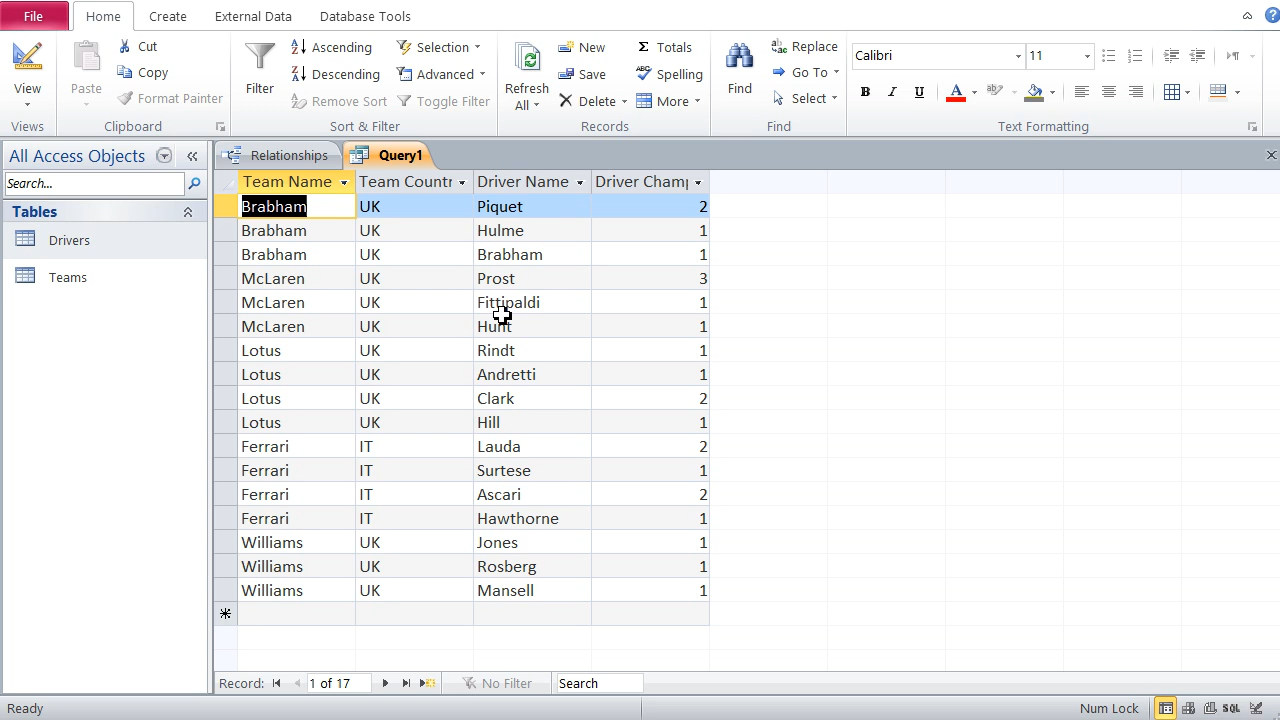 File Home Create External Data Database Tools
View
Views
Paste
Cut
Copy
Format Painter
Clipboard
Filter
Ascending
Descending
Remove Sort
Selection
Advanced
Toggle Filter
Sort & Filter
Refresh
All
New
Save
Delete
Totals
Spelling
More
Records
Find
Replace
Go To
Select
Find
Calibri 11
B I U A
Text Formatting
All Access Objects
Search...
Tables
Drivers
Teams
Relationships Query1
Team Name Team Countr Driver Name Driver Champ
Brabham UK Piquet 2
Brabham UK Hulme 1
Brabham UK Brabham 1
McLaren UK Prost 3
McLaren UK Fittipaldi 1
McLaren UK Hunt 1
Lotus UK Rindt 1
Lotus UK Andretti 1
Lotus UK Clark 2
Lotus UK Hill 1
Ferrari IT Lauda 2
Ferrari IT Surtese 1
Ferrari IT Ascari 2
Ferrari IT Hawthorne 1
Williams UK Jones 1
Williams UK Rosberg 1
Williams UK Mansell 1
Record: 1 of 17 No Filter Search
Ready Num Lock SQL